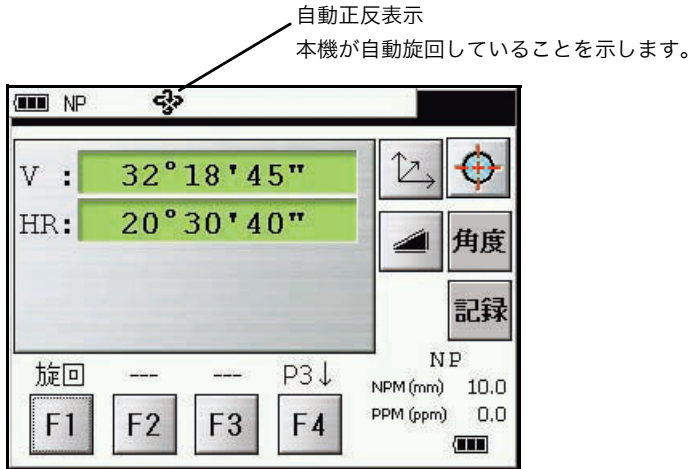 自動正反表示
本機が自動旋回していることを示します。
NP
V : 32°18'45"
HR: 20°30'40"
角度
記録
旋回 --- --- P3↓
F1 F2 F3 F4
NP
NPM (mm) 10.0
PPM (ppm) 0.0